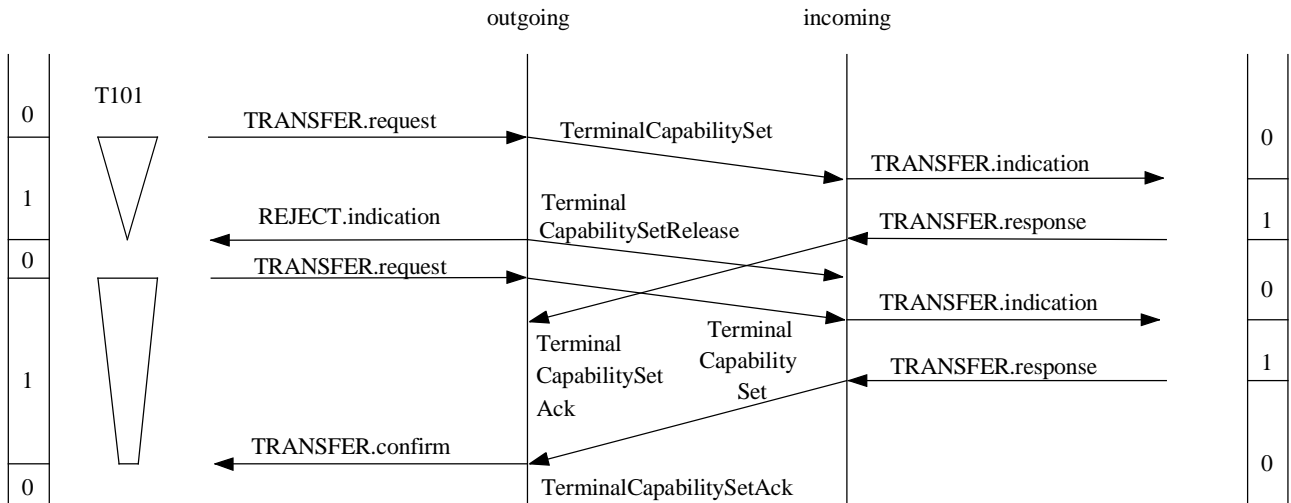 outgoing
incoming
T101
0
TRANSFER.request
TerminalCapabilitySet
0
TRANSFER.indication
1
REJECT.indication
Terminal
CapabilitySetRelease
TRANSFER.response
1
0
TRANSFER.request
TRANSFER.indication
0
Terminal
CapabilitySet
Ack
Terminal
Capability
Set
TRANSFER.response
1
1
TRANSFER.confirm
0
0
TerminalCapabilitySetAck